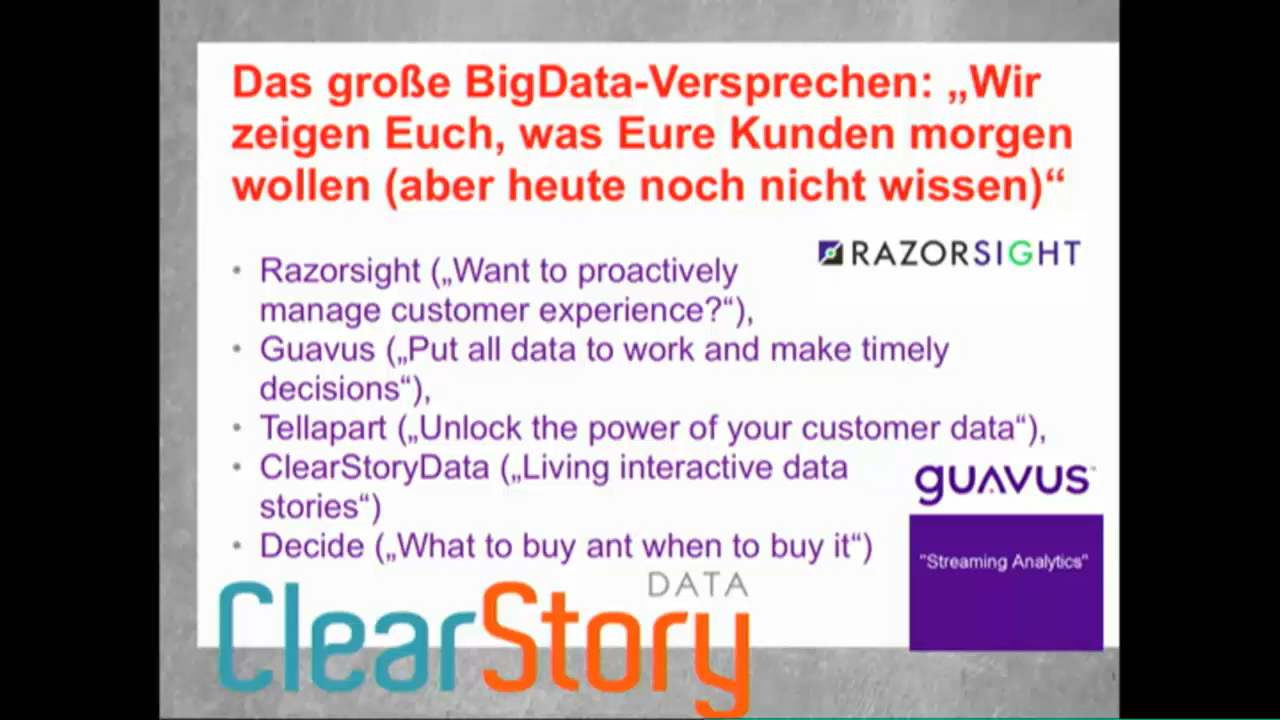 Das große BigData-Versprechen: „Wir
zeigen Euch, was Eure Kunden morgen
wollen (aber heute noch nicht wissen)“
RAZORSIGHT
• Razorsight („Want to proactively
manage customer experience?“),
• Guavus („Put all data to work and make timely
decisions“),
• Tellapart („Unlock the power of your customer data“),
• ClearStoryData („Living interactive data
stories“)
• Decide („What to buy ant when to buy it“)
guavus
"Streaming Analytics"
DATA
ClearStory